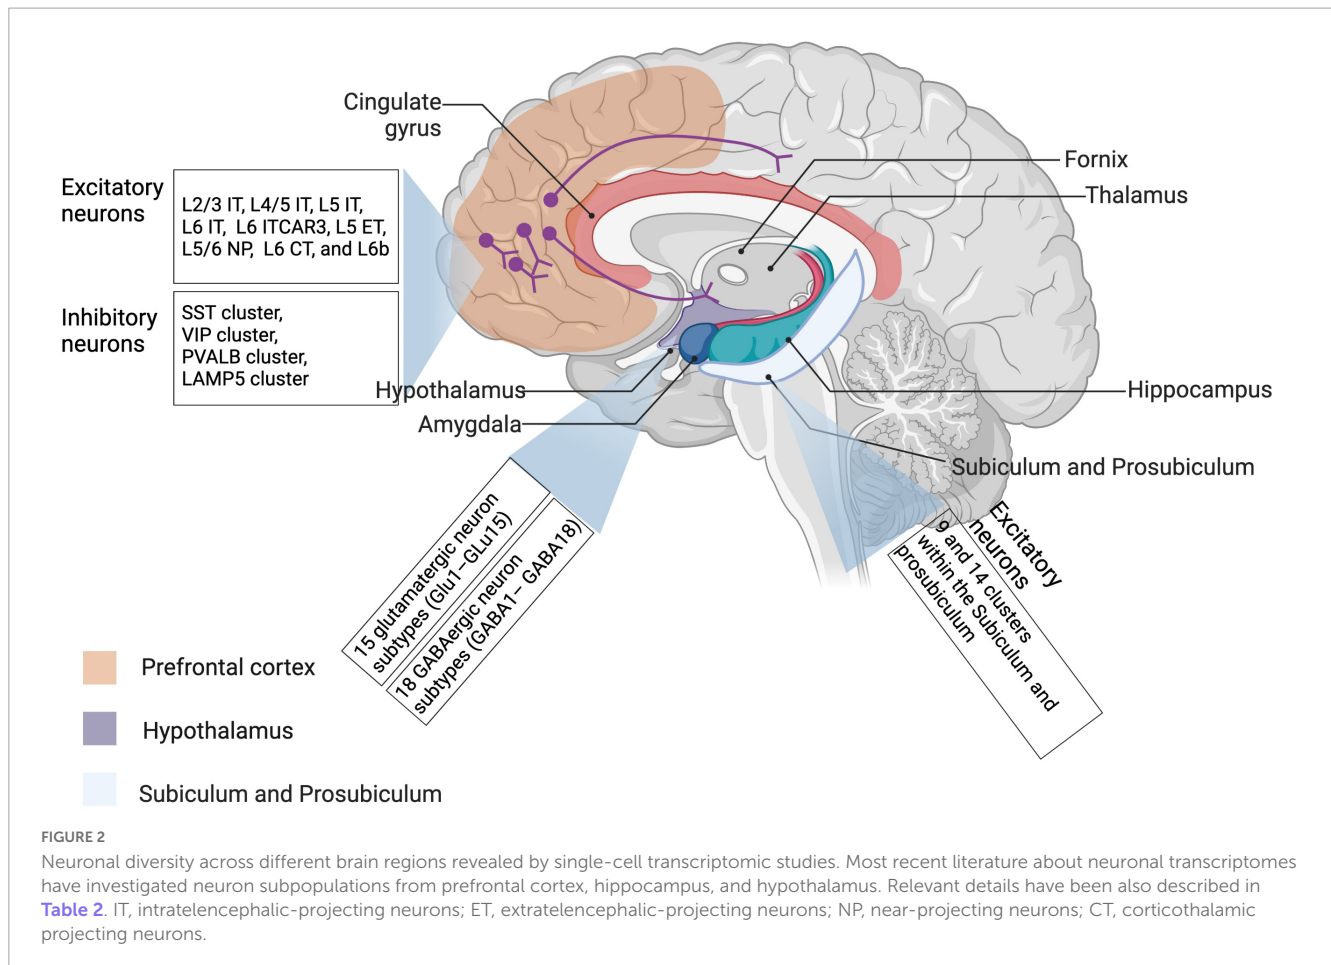 Cingulate
gyrus
Fornix
Thalamus
Excitatory
neurons
L2/3 IT, L4/5 IT, L5 IT,
L6 IT,  L6 ITCAR3, L5 ET,
L5/6 NP,  L6 CT, and L6b
Inhibitory
neurons
SST cluster,
VIP cluster,
PVALB cluster,
LAMP5 cluster
Hypothalamus
Amygdala
Hippocampus
Subiculum and Prosubiculum
15 glutamatergic neuron
subtypes (Glu1–GLu15)
18 GABAergic neuron
subtypes (GABA1– GABA18)
Excitatory
neurons
9 and 14 clusters
within the Subiculum and
prosubiculum
Prefrontal cortex
Hypothalamus
Subiculum and Prosubiculum
FIGURE 2
Neuronal diversity across different brain regions revealed by single-cell transcriptomic studies. Most recent literature about neuronal transcriptomes
have investigated neuron subpopulations from prefrontal cortex, hippocampus, and hypothalamus. Relevant details have been also described in
Table 2. IT, intratelencephalic-projecting neurons; ET, extratelencephalic-projecting neurons; NP, near-projecting neurons; CT, corticothalamic
projecting neurons.